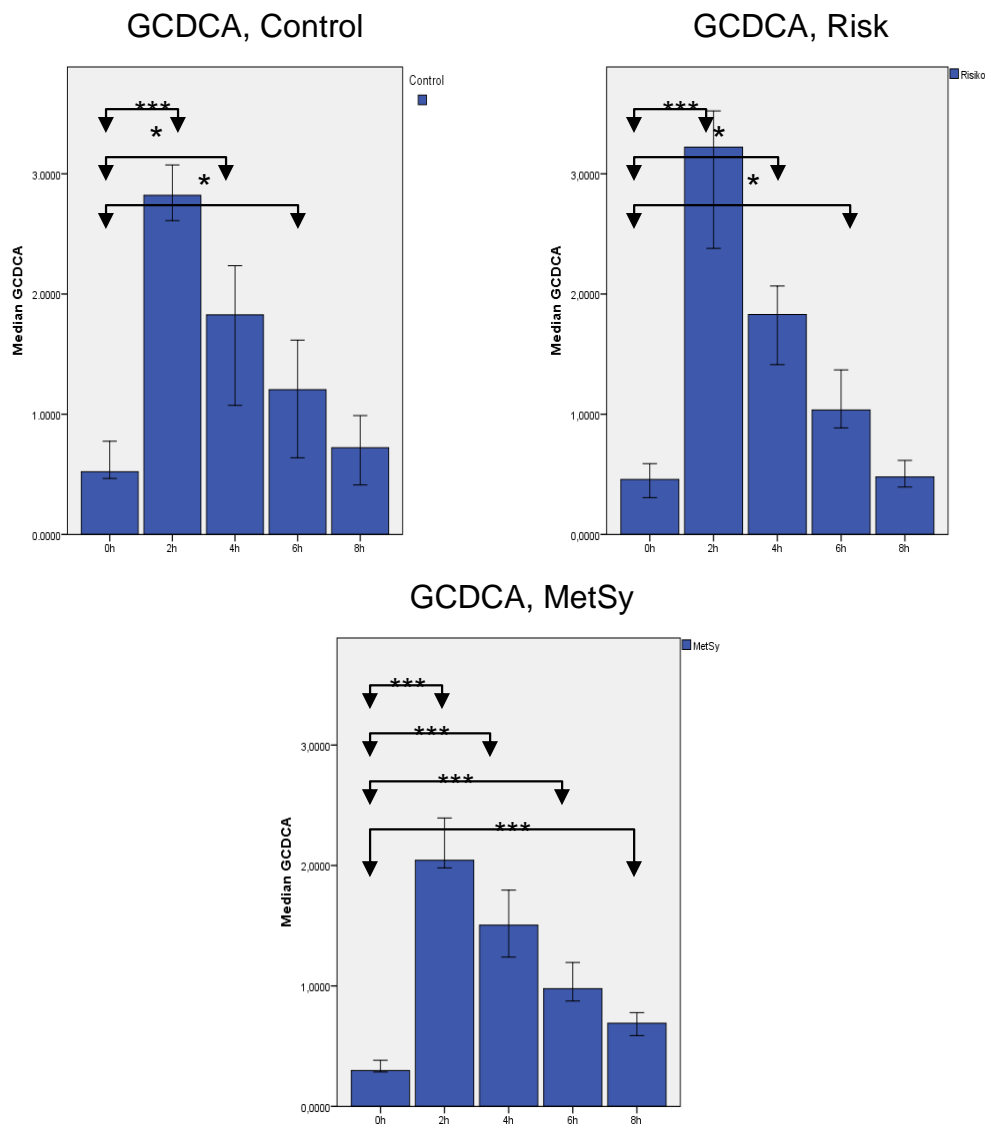 GCDCA, Control
Control
***
*
*
Median GCDCA
3.0000
2.0000
1.0000
0.0000
0h 2h 4h 6h 8h
GCDCA, Risk
Risiko
***
*
*
Median GCDCA
3,0000
2,0000
1,0000
0,0000
0h 2h 4h 6h 8h
GCDCA, MetSy
MetSy
***
***
***
***
Median GCDCA
3,0000
2,0000
1,0000
0,0000
0h 2h 4h 6h 8h